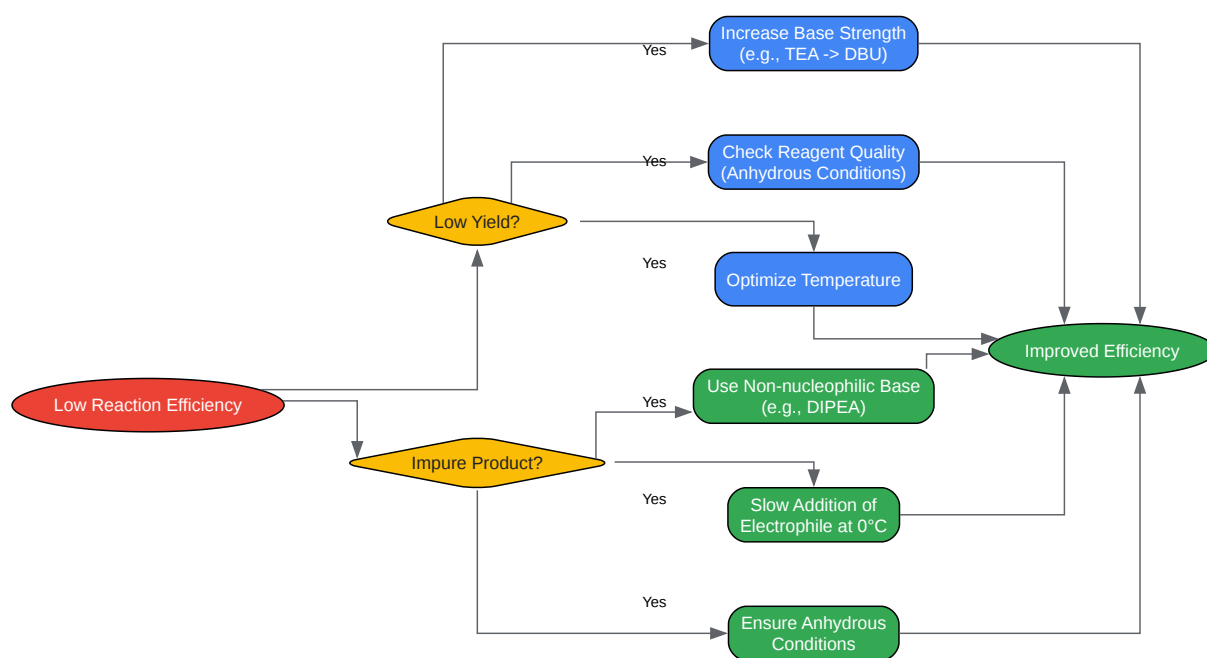 Increase Base Strength
(e.g., TEA -> DBU)
Yes
Check Reagent Quality
(Anhydrous Conditions)
Yes
Low Yield?
Yes
Optimize Temperature
Improved Efficiency
Low Reaction Efficiency
Use Non-nucleophilic Base
(e.g., DIPEA)
Yes
Impure Product?
Yes
Slow Addition of
Electrophile at 0°C
Yes
Ensure Anhydrous
Conditions